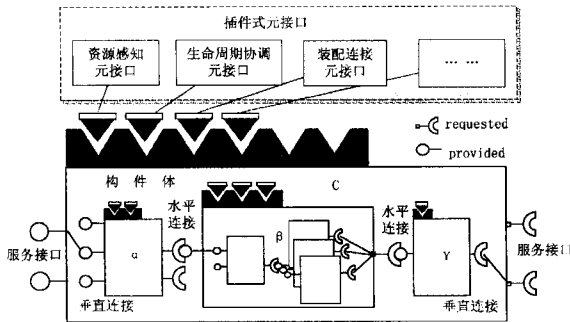 插件式元接口
资源感知
元接口
生命周期协调
元接口
装配连接
元接口
… …
requested
provided
构 件 体
C
水平
连接
水平
连接
服务接口
α
β
γ
服务接口
垂直连接
垂直连接